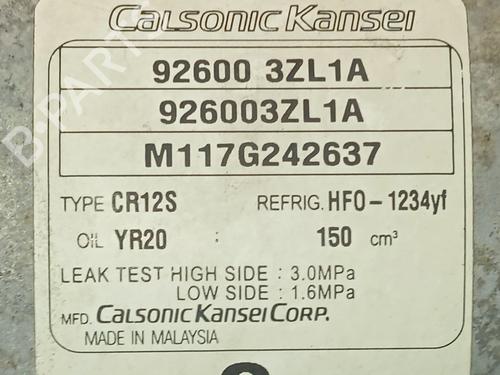 Calsonic Kansei
92600 3ZL1A
926003ZL1A
M117G242637
TYPE CR12S REFRIG. HFO-1234yf
OIL YR20 : 150 cm³
LEAK TEST HIGH SIDE : 3.0MPa
LOW SIDE : 1.6MPa
MFD. Calsonic Kansei Corp.
MADE IN MALAYSIA
B-PARTS